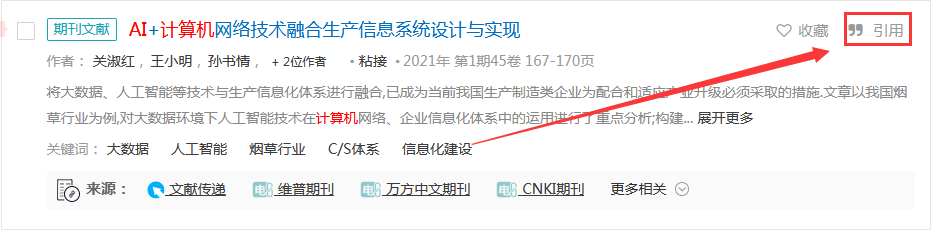 期刊文献 AI+计算机网络技术融合生产信息系统设计与实现 收藏 引用
作者： 关淑红， 王小明， 孙书情， + 2位作者 • 粘接 • 2021年 第1期45卷 167-170页
将大数据、人工智能等技术与生产信息化体系进行融合,已成为当前我国生产制造类企业为配合和适应产业升级必须采取的措施.文章以我国烟
草行业为例,对大数据环境下人工智能技术在计算机网络、企业信息化体系中的运用进行了重点分析;构建... 展开更多
关键词： 大数据 人工智能 烟草行业 C/S体系 信息化建设
来源： 文献传递 电 维普期刊 电 万方中文期刊 电 CNKI期刊 更多相关